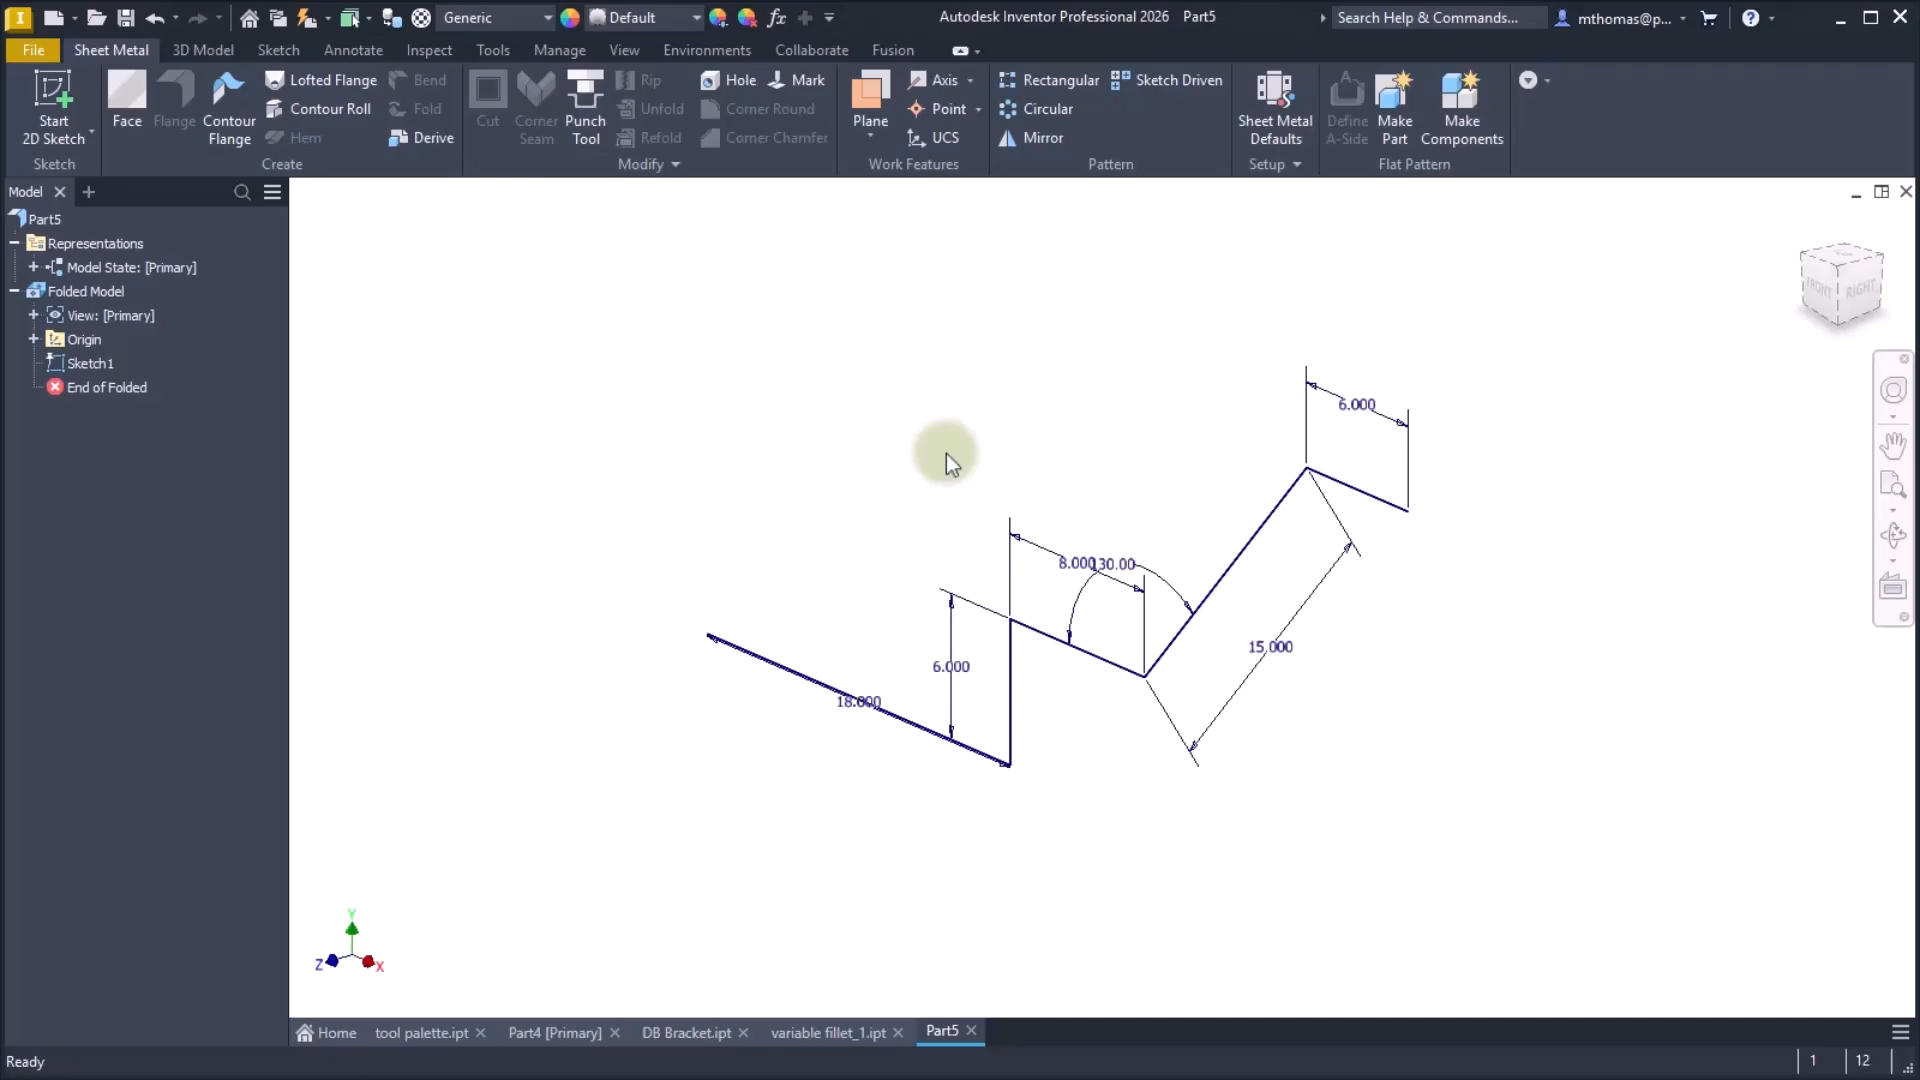 I Generic Default fx Autodesk Inventor Professional 2026 Part5 Search Help & Commands... mthomas@p... ?
File Sheet Metal 3D Model Sketch Annotate Inspect Tools Manage View Environments Collaborate Fusion
Start 2D Sketch
Face
Flange
Contour Flange
Lofted Flange
Contour Roll
Hem
Bend
Fold
Derive
Cut
Corner Seam
Punch Tool
Rip
Unfold
Refold
Hole
Mark
Corner Round
Corner Chamfer
Plane
Axis
Point
UCS
Rectangular
Circular
Mirror
Sketch Driven
Sheet Metal Defaults
Define A-Side
Make Part
Make Components
Sketch Create Modify Work Features Pattern Setup Flat Pattern
Model
Part5
Representations
Model State: [Primary]
Folded Model
View: [Primary]
Origin
Sketch1
End of Folded
FRONT RIGHT
6.000
8.000
130.00
6.000
15.000
18.000
Y
Z
X
Home tool palette.ipt Part4 [Primary] DB Bracket.ipt variable fillet_1.ipt Part5
Ready 1 12